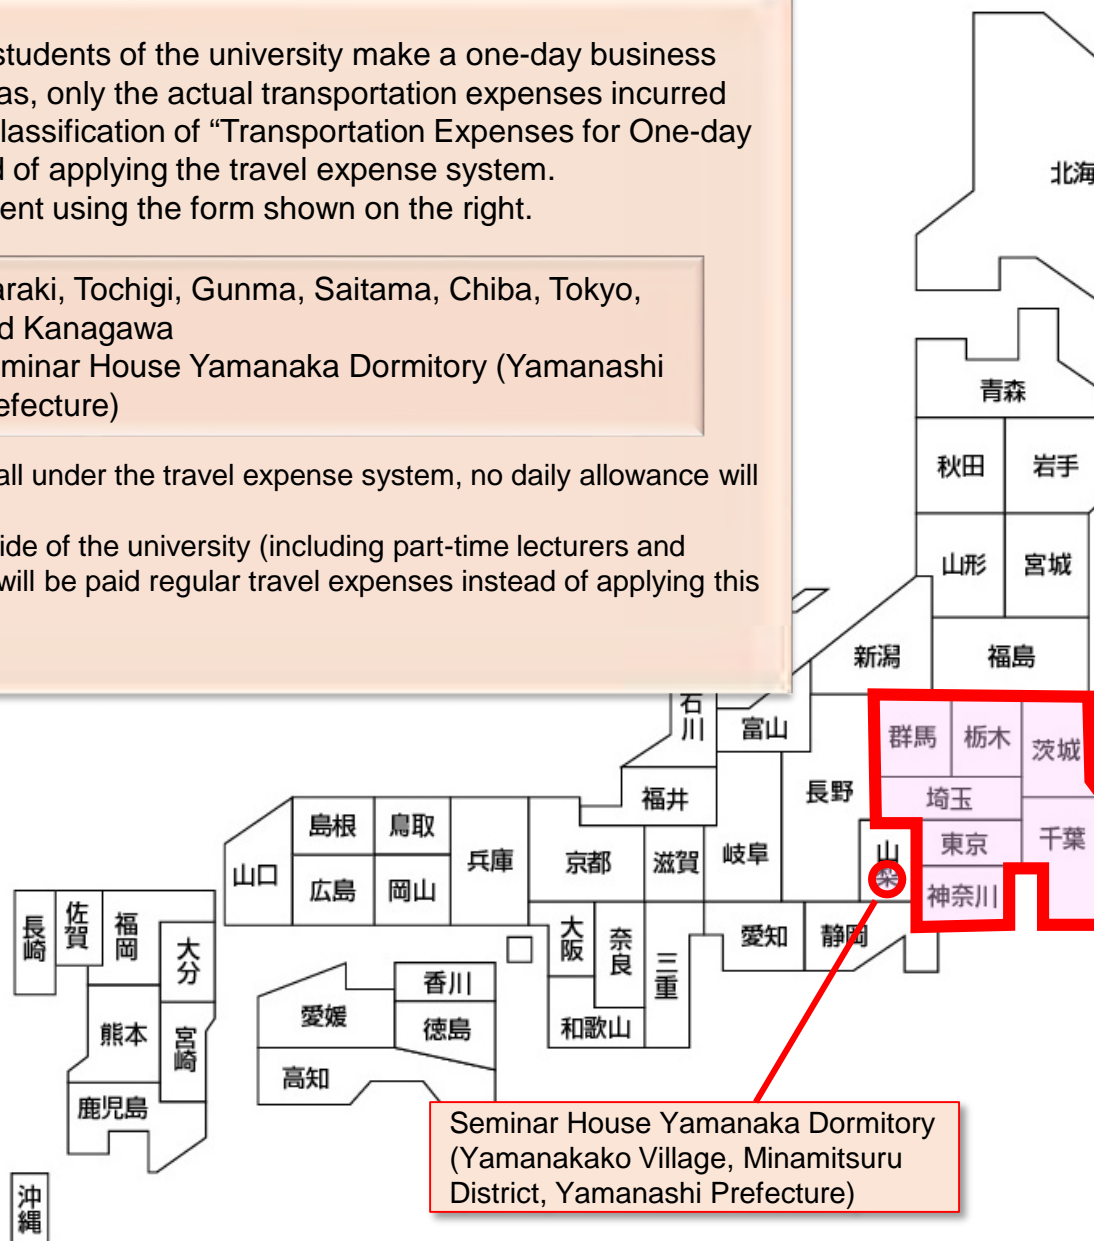 students of the university make a one-day business
as, only the actual transportation expenses incurred
lassification of “Transportation Expenses for One-day
d of applying the travel expense system.
ent using the form shown on the right.
araki, Tochigi, Gunma, Saitama, Chiba, Tokyo,
d Kanagawa
minar House Yamanaka Dormitory (Yamanashi
efecture)
all under the travel expense system, no daily allowance will
ide of the university (including part-time lecturers and
will be paid regular travel expenses instead of applying this
北海
青森
秋田
岩手
山形
宮城
新潟
福島
石川
富山
群馬
栃木
茨城
福井
長野
埼玉
島根
鳥取
兵庫
京都
滋賀
岐阜
山梨
東京
千葉
山口
広島
岡山
神奈川
長崎
佐賀
福岡
大分
大阪
奈良
三重
愛知
静岡
香川
愛媛
徳島
和歌山
熊本
宮崎
高知
鹿児島
沖縄
Seminar House Yamanaka Dormitory
(Yamanakako Village, Minamitsuru
District, Yamanashi Prefecture)